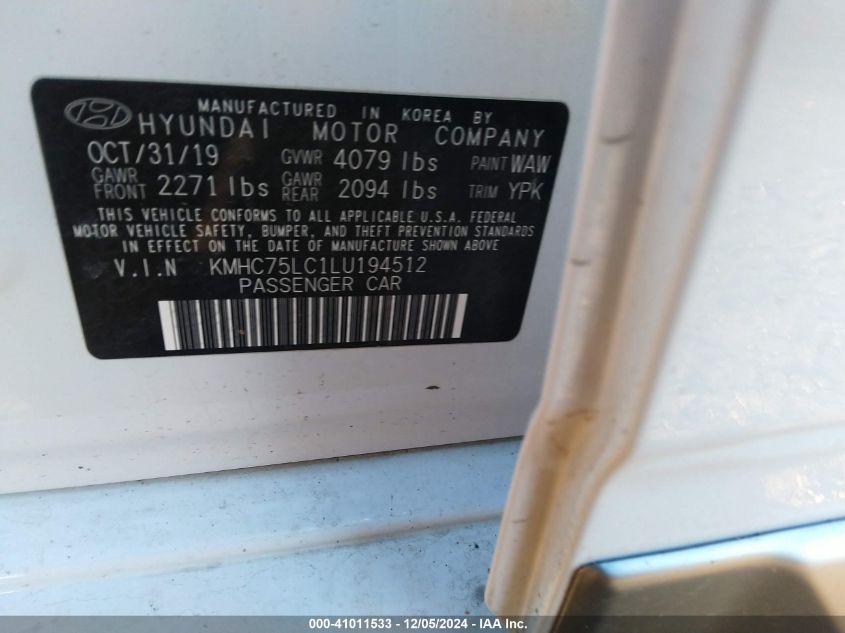 MANUFACTURED IN KOREA BY
HYUNDAI MOTOR COMPANY
OCT/31/19 GVWR 4079 lbs PAINT WAW
GAWR FRONT 2271 lbs GAWR REAR 2094 lbs TRIM YPK
THIS VEHICLE CONFORMS TO ALL APPLICABLE U.S.A. FEDERAL
MOTOR VEHICLE SAFETY, BUMPER, AND THEFT PREVENTION STANDARDS
IN EFFECT ON THE DATE OF MANUFACTURE SHOWN ABOVE
V.I.N KMHC75LC1LU194512
PASSENGER CAR
000-41011533 - 12/05/2024 - IAA Inc.